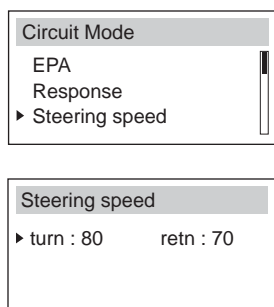 Circuit Mode
EPA
Response
Steering speed
Steering speed
turn : 80 retn : 70